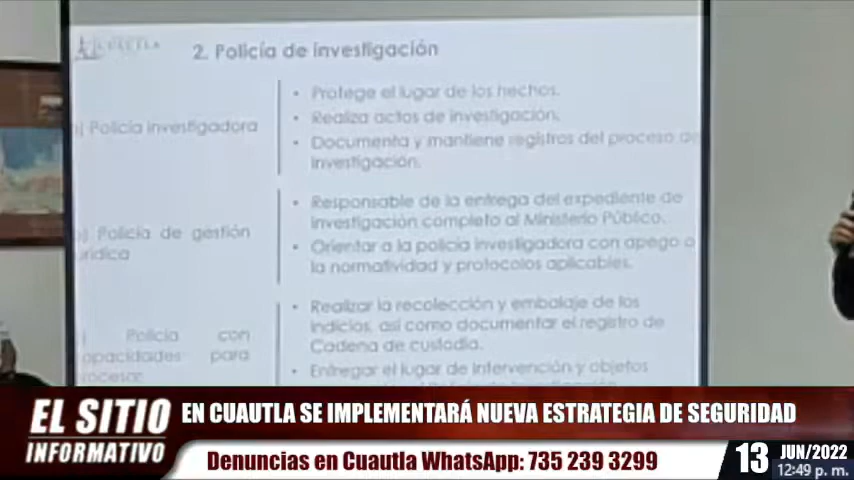 CUAUTLA
2. Policía de investigación
) Policía investigadora
• Protege el lugar de los hechos.
• Realiza actos de investigación.
• Documenta y mantiene registros del proceso de
investigación.
) Policía de gestión
urídica
• Responsable de la entrega del expediente de
investigación completo al Ministerio Público.
• Orientar a la policía investigadora con apego a
la normatividad y protocolos aplicables.
) Policía con
apacidades para
rocesar
• Realizar la recolección y embalaje de los
indicios, así como documentar el registro de
Cadena de custodia.
• Entregar el lugar de intervención y objetos
EL SITIO
INFORMATIVO
EN CUAUTLA SE IMPLEMENTARÁ NUEVA ESTRATEGIA DE SEGURIDAD
Denuncias en Cuautla WhatsApp: 735 239 3299
13 JUN/2022
12:49 p. m.